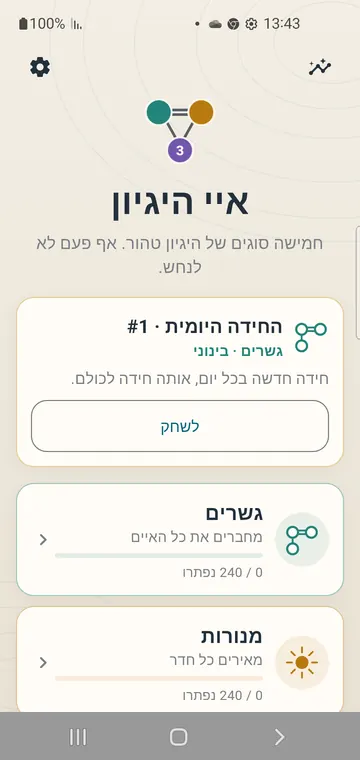 100%
13:43
3
איי היגיון
חמישה סוגים של היגיון טהור. אף פעם לא
לנחש.
החידה היומית · #1
גשרים · בינוני
חידה חדשה בכל יום, אותה חידה לכולם.
לשחק
גשרים
מחברים את כל האיים
0 / 240 נפתרו
מנורות
מאירים כל חדר
0 / 240 נפתרו